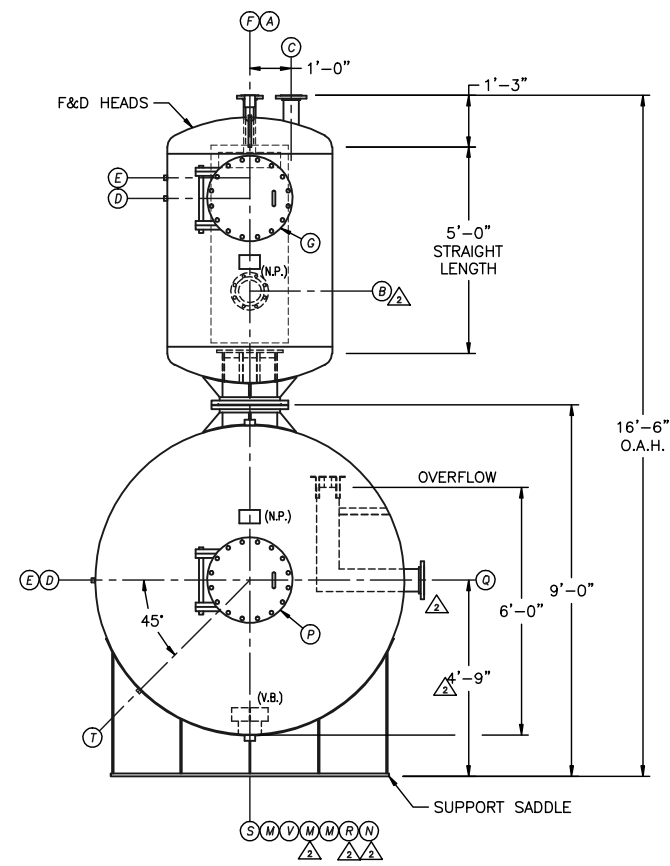 F A
C
1'-0"
1'-3"
F&D HEADS
E
D
G
5'-0"
STRAIGHT
LENGTH
(N.P.)
B
2
16'-6"
O.A.H.
OVERFLOW
(N.P.)
E D
Q
2
9'-0"
6'-0"
45°
P
2
4'-9"
(V.B.)
T
SUPPORT SADDLE
S M V M M R N
2 2 2